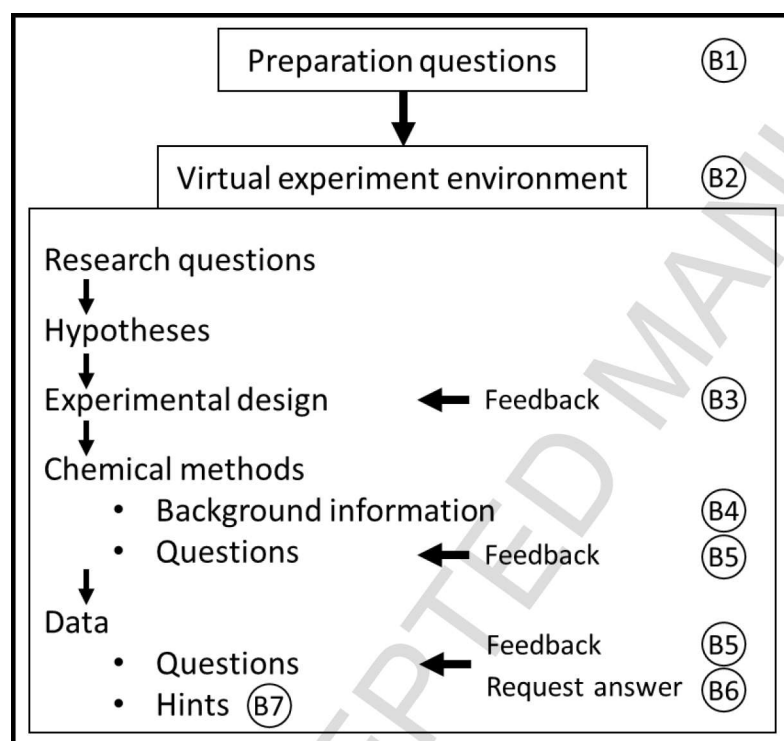 Preparation questions B1
Virtual experiment environment B2
Research questions
Hypotheses
Experimental design Feedback B3
Chemical methods
• Background information B4
• Questions Feedback B5
Data
Feedback B5
• Questions
Request answer B6
• Hints B7